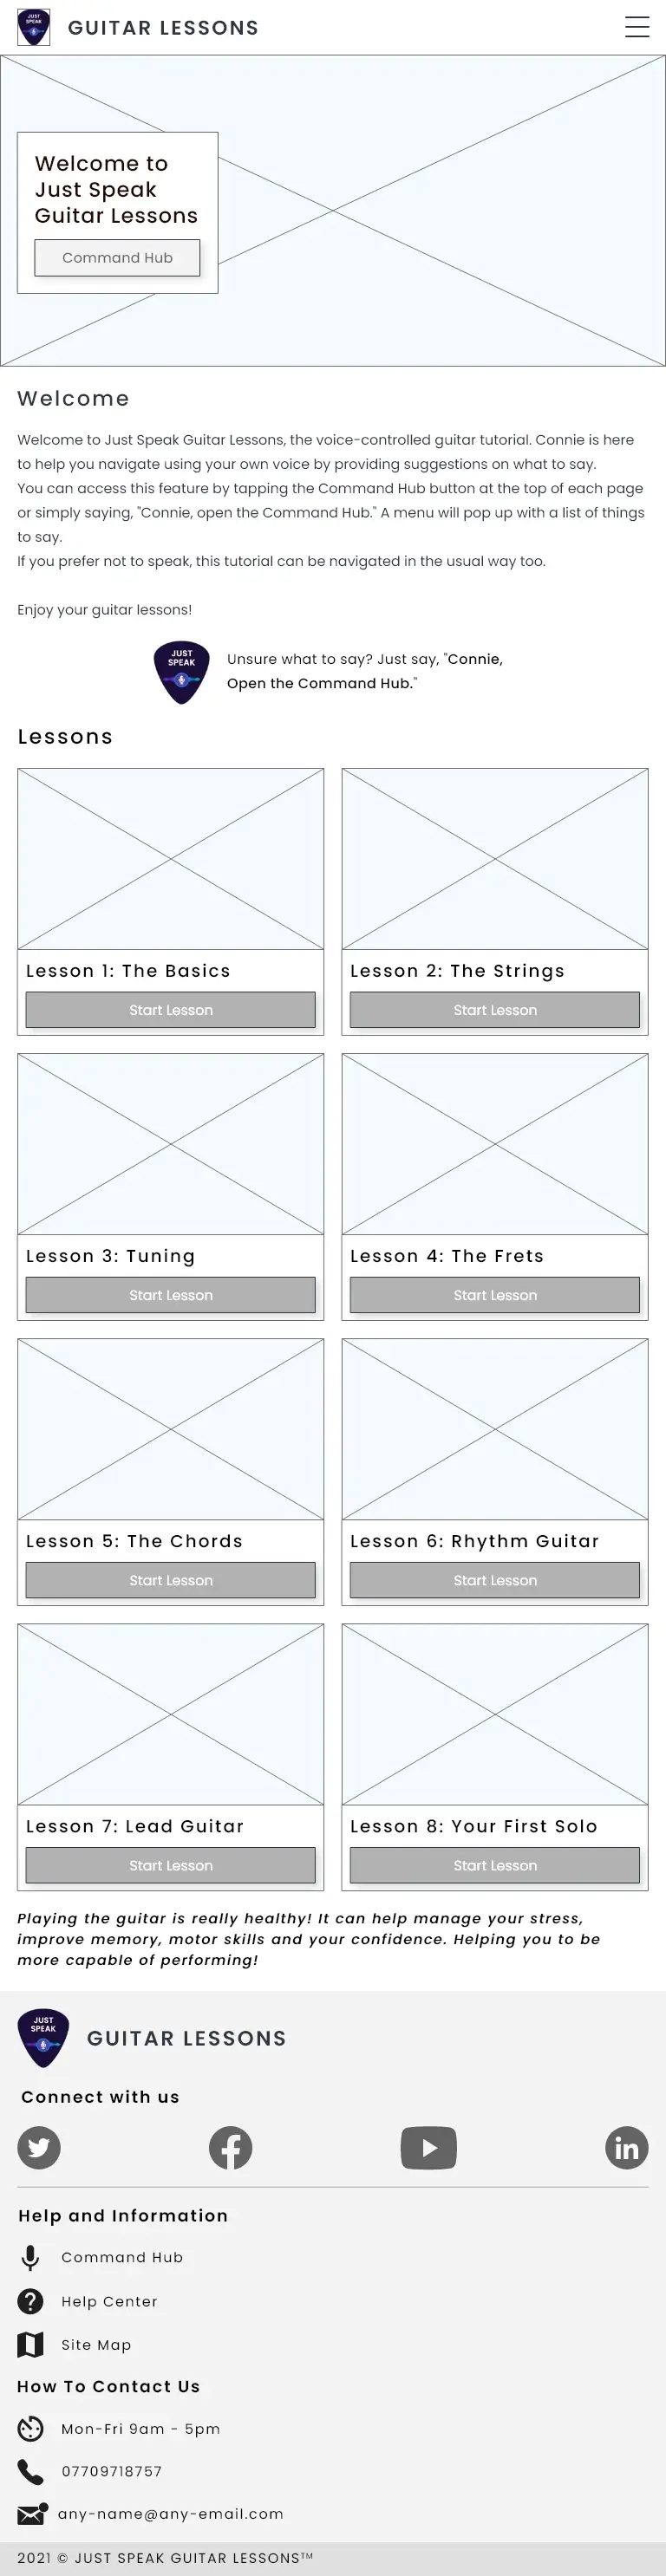 JUST
SPEAK
GUITAR LESSONS
Welcome to
Just Speak
Guitar Lessons
Command Hub
Welcome
Welcome to Just Speak Guitar Lessons, the voice-controlled guitar tutorial. Connie is here
to help you navigate using your own voice by providing suggestions on what to say.
You can access this feature by tapping the Command Hub button at the top of each page
or simply saying, "Connie, open the Command Hub." A menu will pop up with a list of things
to say.
If you prefer not to speak, this tutorial can be navigated in the usual way too.
Enjoy your guitar lessons!
JUST
SPEAK
Unsure what to say? Just say, "Connie,
Open the Command Hub."
Lessons
Lesson 1: The Basics
Start Lesson
Lesson 2: The Strings
Start Lesson
Lesson 3: Tuning
Start Lesson
Lesson 4: The Frets
Start Lesson
Lesson 5: The Chords
Start Lesson
Lesson 6: Rhythm Guitar
Start Lesson
Lesson 7: Lead Guitar
Start Lesson
Lesson 8: Your First Solo
Start Lesson
Playing the guitar is really healthy! It can help manage your stress,
improve memory, motor skills and your confidence. Helping you to be
more capable of performing!
JUST
SPEAK
GUITAR LESSONS
Connect with us
Help and Information
Command Hub
Help Center
Site Map
How To Contact Us
Mon-Fri 9am - 5pm
07709718757
any-name@any-email.com
2021 © JUST SPEAK GUITAR LESSONS™